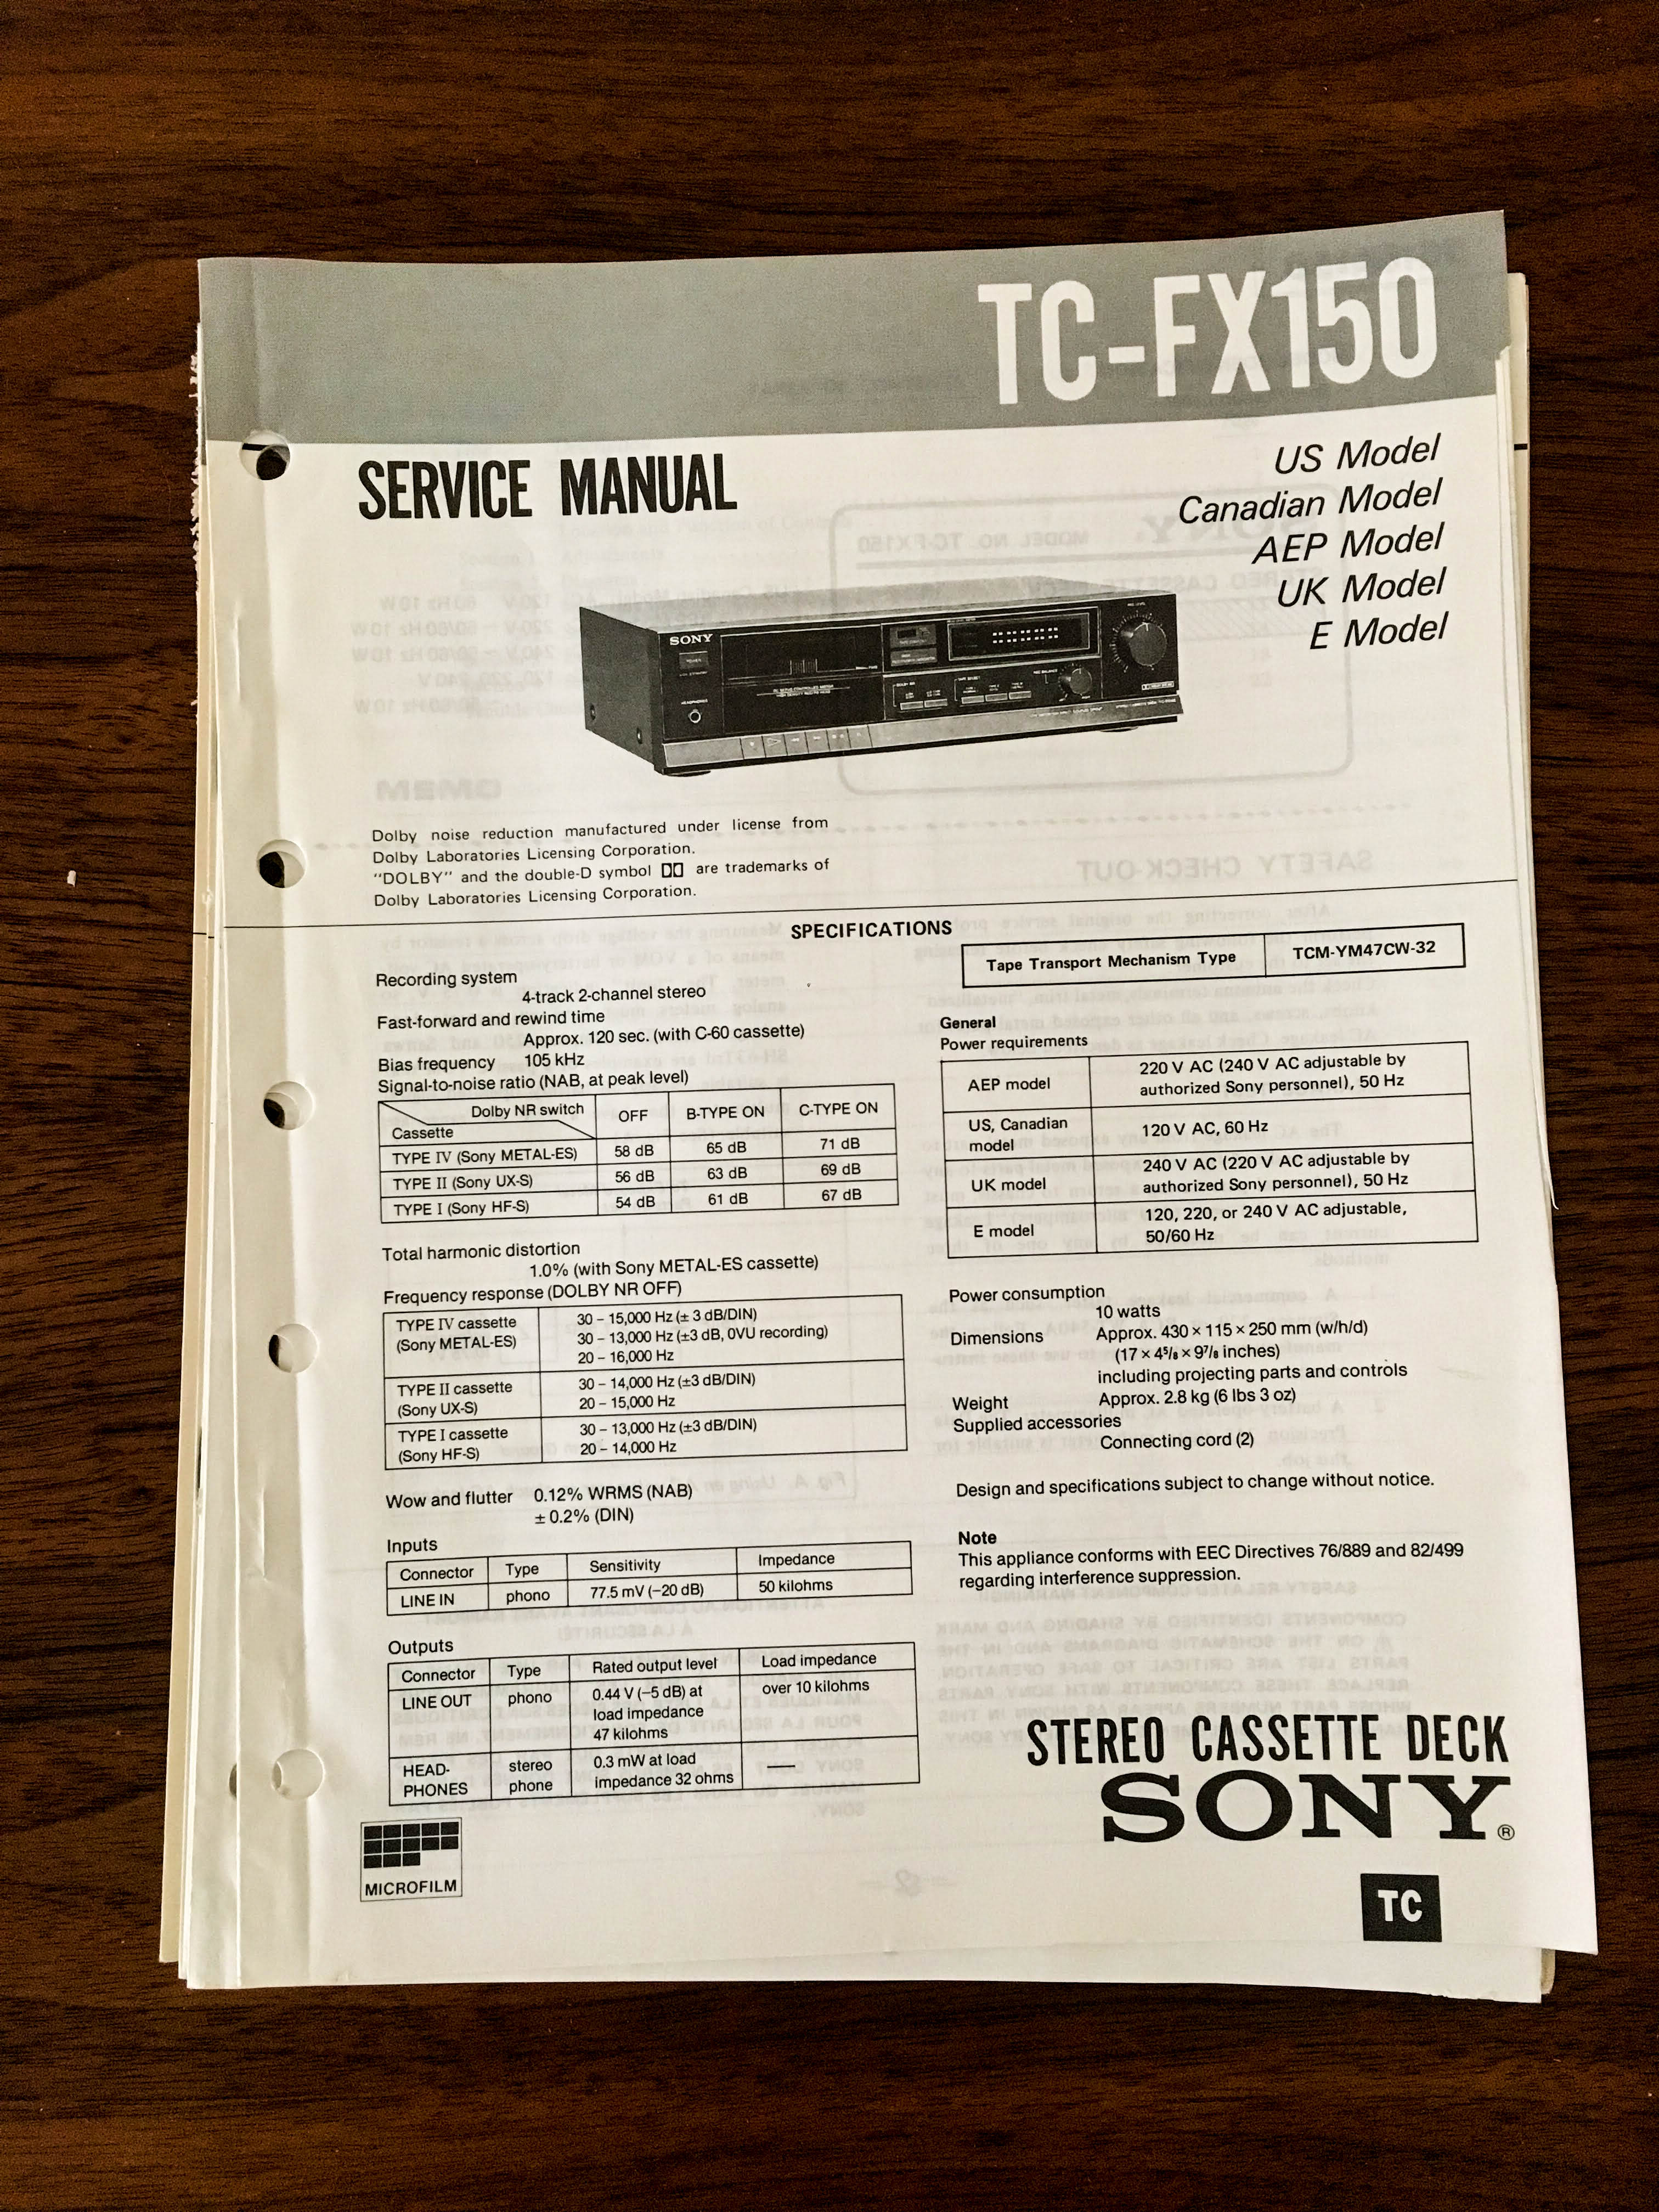 TC-FX150
SERVICE MANUAL
US Model
Canadian Model
AEP Model
UK Model
E Model
SONY
POWER
HEADPHONES
Dolby noise reduction manufactured under license from
Dolby Laboratories Licensing Corporation.
"DOLBY" and the double-D symbol are trademarks of
Dolby Laboratories Licensing Corporation.
SPECIFICATIONS
Tape Transport Mechanism Type TCM-YM47CW-32
Recording system
4-track 2-channel stereo
Fast-forward and rewind time
Approx. 120 sec. (with C-60 cassette)
Bias frequency 105 kHz
Signal-to-noise ratio (NAB, at peak level)
Dolby NR switch OFF B-TYPE ON C-TYPE ON
Cassette
TYPE IV (Sony METAL-ES) 58 dB 65 dB 71 dB
TYPE II (Sony UX-S) 56 dB 63 dB 69 dB
TYPE I (Sony HF-S) 54 dB 61 dB 67 dB
Total harmonic distortion
1.0% (with Sony METAL-ES cassette)
Frequency response (DOLBY NR OFF)
TYPE IV cassette
(Sony METAL-ES)
30 – 15,000 Hz (± 3 dB/DIN)
30 – 13,000 Hz (±3 dB, 0VU recording)
20 – 16,000 Hz
TYPE II cassette
(Sony UX-S)
30 – 14,000 Hz (±3 dB/DIN)
20 – 15,000 Hz
TYPE I cassette
(Sony HF-S)
30 – 13,000 Hz (±3 dB/DIN)
20 – 14,000 Hz
Wow and flutter 0.12% WRMS (NAB)
± 0.2% (DIN)
Inputs
Connector Type Sensitivity Impedance
LINE IN phono 77.5 mV (−20 dB) 50 kilohms
Outputs
Connector Type Rated output level Load impedance
LINE OUT phono 0.44 V (−5 dB) at over 10 kilohms
load impedance
47 kilohms
HEAD- stereo 0.3 mW at load —
PHONES phone impedance 32 ohms
MICROFILM
General
Power requirements
AEP model
220 V AC (240 V AC adjustable by
authorized Sony personnel), 50 Hz
US, Canadian
model
120 V AC, 60 Hz
UK model
240 V AC (220 V AC adjustable by
authorized Sony personnel), 50 Hz
E model
120, 220, or 240 V AC adjustable,
50/60 Hz
Power consumption
10 watts
Dimensions Approx. 430 × 115 × 250 mm (w/h/d)
(17 × 4⁵/₈ × 9⁷/₈ inches)
including projecting parts and controls
Weight Approx. 2.8 kg (6 lbs 3 oz)
Supplied accessories
Connecting cord (2)
Design and specifications subject to change without notice.
Note
This appliance conforms with EEC Directives 76/889 and 82/499
regarding interference suppression.
STEREO CASSETTE DECK
SONY®
TC